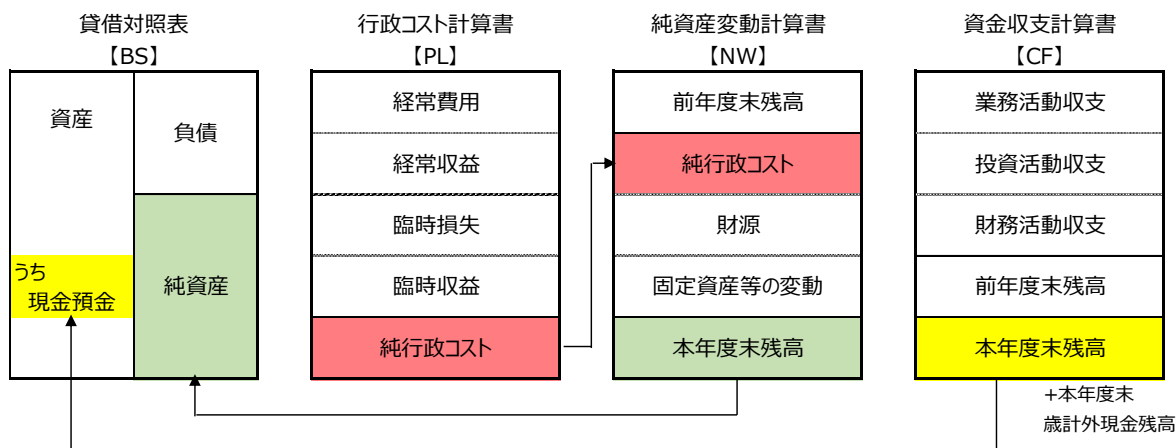 貸借対照表
【BS】
資産
負債
うち
現金預金
純資産
行政コスト計算書
【PL】
経常費用
経常収益
臨時損失
臨時収益
純行政コスト
純資産変動計算書
【NW】
前年度末残高
純行政コスト
財源
固定資産等の変動
本年度末残高
資金収支計算書
【CF】
業務活動収支
投資活動収支
財務活動収支
前年度末残高
本年度末残高
+本年度末
歳計外現金残高